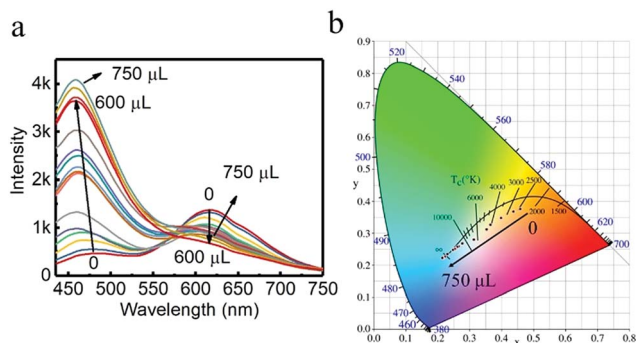 a
b
4k
3k
2k
1k
0
Intensity
750 µL
600 µL
0
0
750 µL
600 µL
450 500 550 600 650 700 750
Wavelength (nm)
0.9
0.8
0.7
0.6
0.5
0.4
0.3
0.2
0.1
0.0
y
520
540
560
500
580
Tc(°K)
3000
2500
4000
600
6000
2000
1500
620
10000
0
700
490
∞
750 µL
480
470
460
380
0.0 0.1 0.2 0.3 0.4 0.5 0.6 0.7 0.8
x